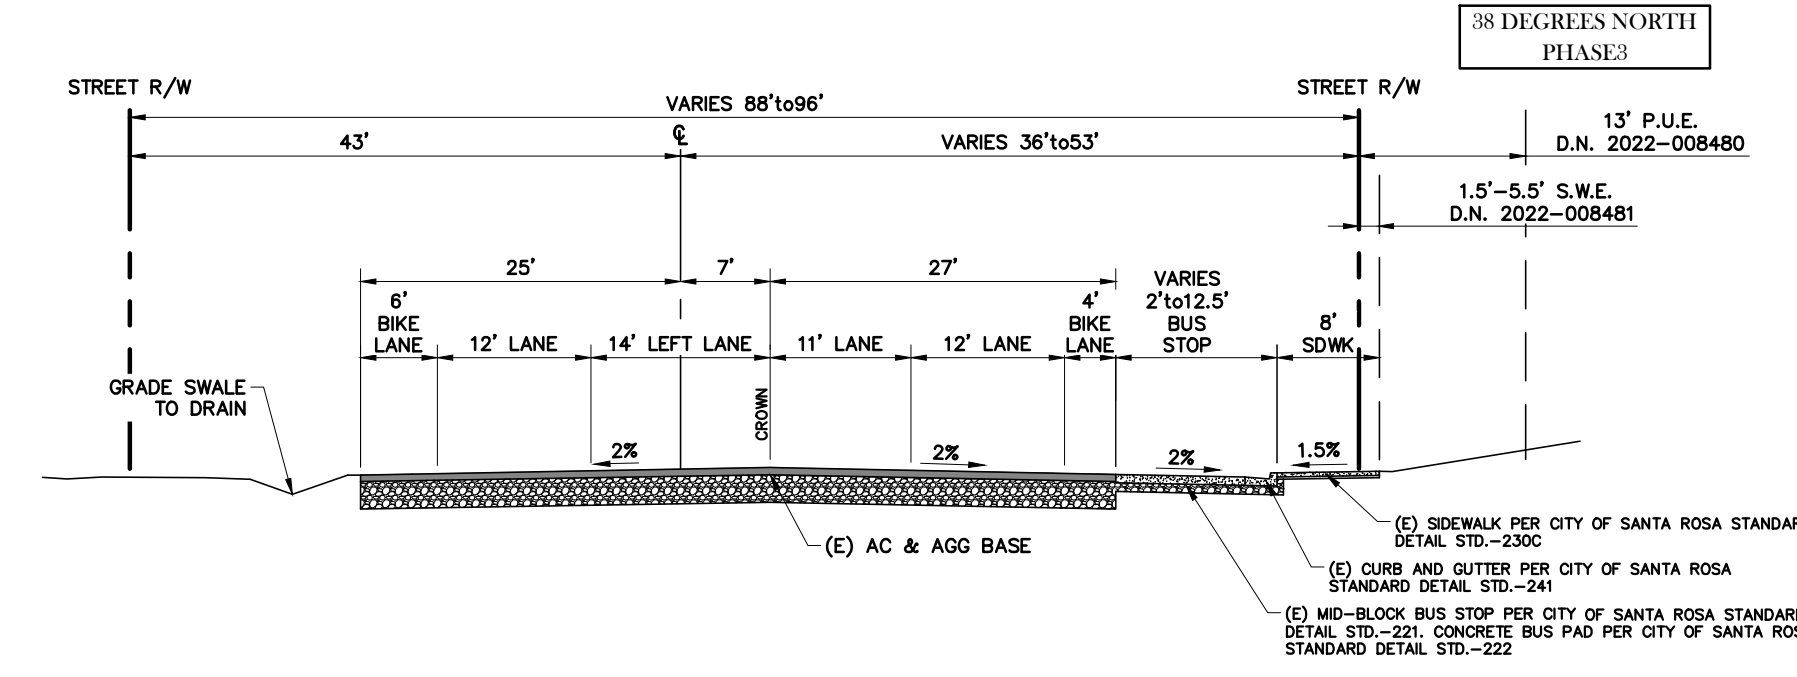 38 DEGREES NORTH
PHASE3
STREET R/W
STREET R/W
VARIES 88'to96'
43'
℄
VARIES 36'to53'
13' P.U.E.
D.N. 2022-008480
1.5'-5.5' S.W.E.
D.N. 2022-008481
25'
7'
27'
6'
BIKE
LANE
12' LANE
14' LEFT LANE
11' LANE
12' LANE
4'
BIKE
LANE
VARIES
2'to12.5'
BUS
STOP
8'
SDWK
GRADE SWALE
TO DRAIN
CROWN
2%
2%
2%
1.5%
(E) AC & AGG BASE
(E) SIDEWALK PER CITY OF SANTA ROSA STANDAR
DETAIL STD.-230C
(E) CURB AND GUTTER PER CITY OF SANTA ROSA
STANDARD DETAIL STD.-241
(E) MID-BLOCK BUS STOP PER CITY OF SANTA ROSA STANDARD
DETAIL STD.-221. CONCRETE BUS PAD PER CITY OF SANTA ROS
STANDARD DETAIL STD.-222